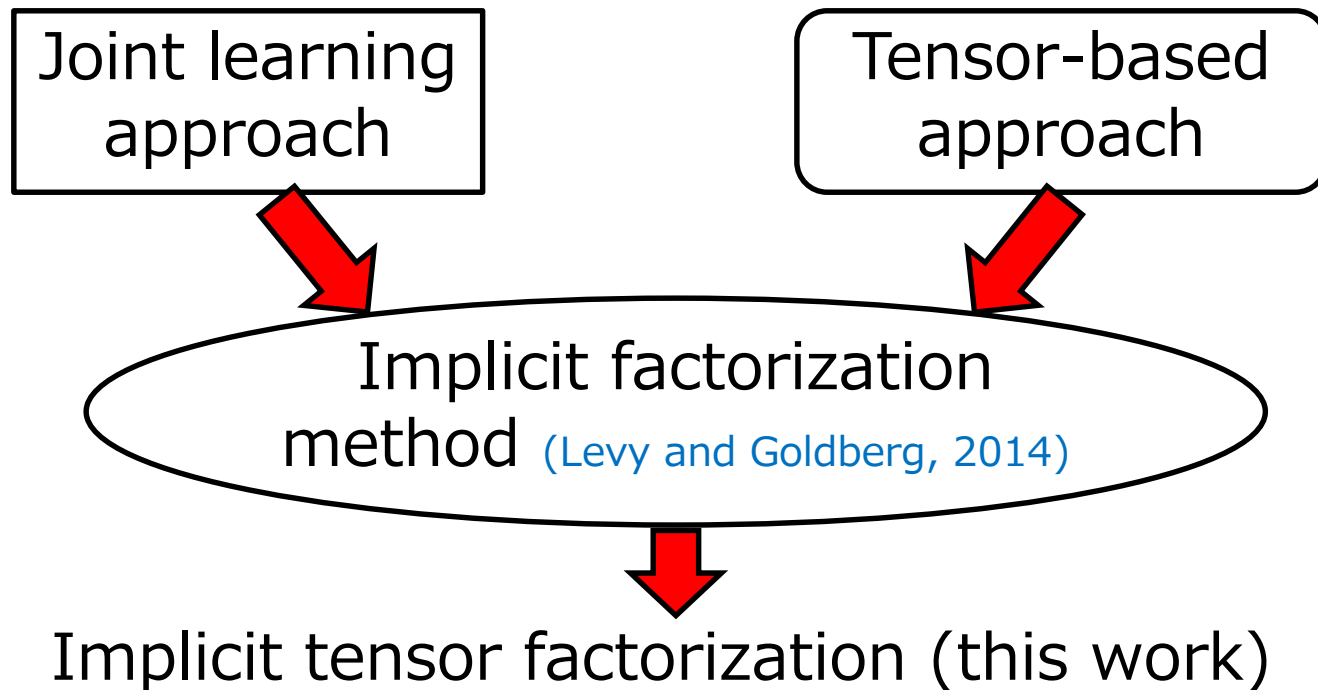 Joint learning
approach
Tensor-based
approach
Implicit factorization
method (Levy and Goldberg, 2014)
Implicit tensor factorization (this work)